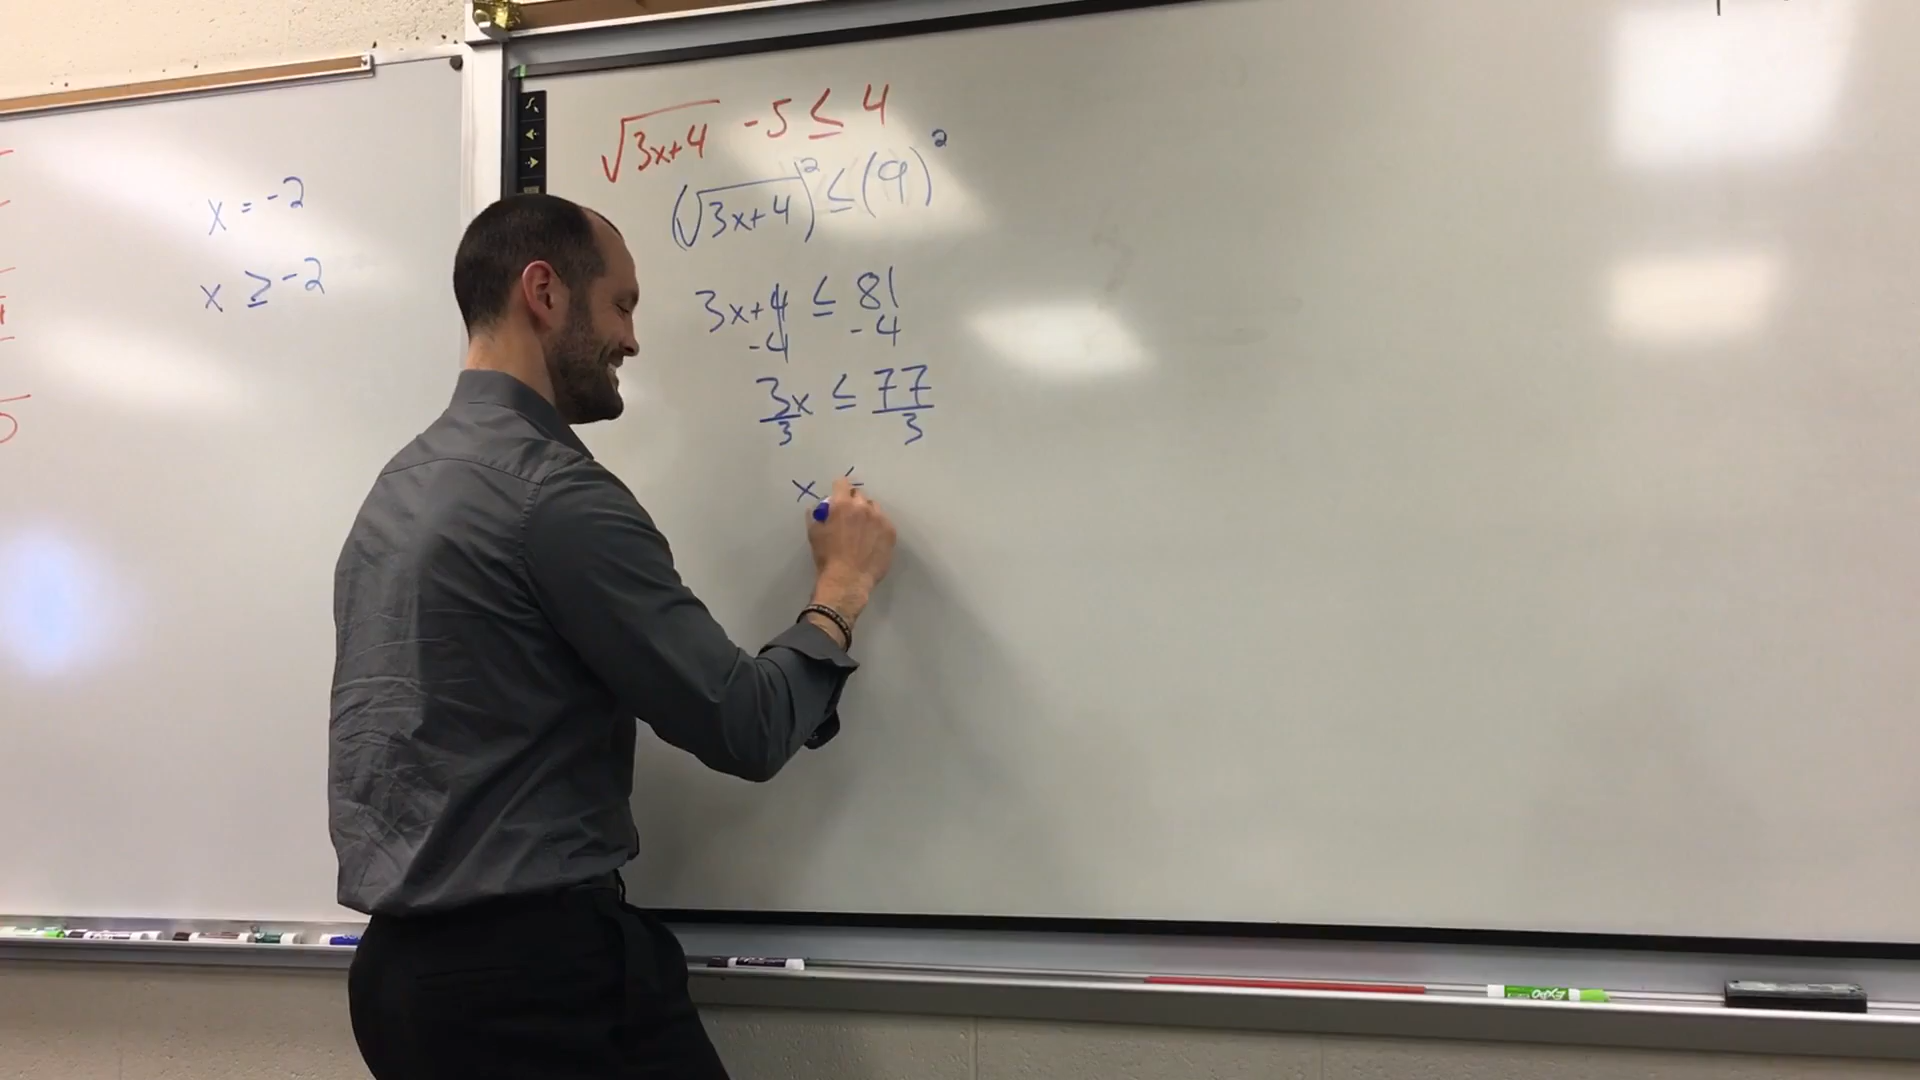 x = -2
x ≥ -2
√3x+4 - 5 ≤ 4
(√3x+4)² ≤ (9)²
3x+4 ≤ 81
-4 -4
3x ≤ 77
3 3
x ≤
EXPO